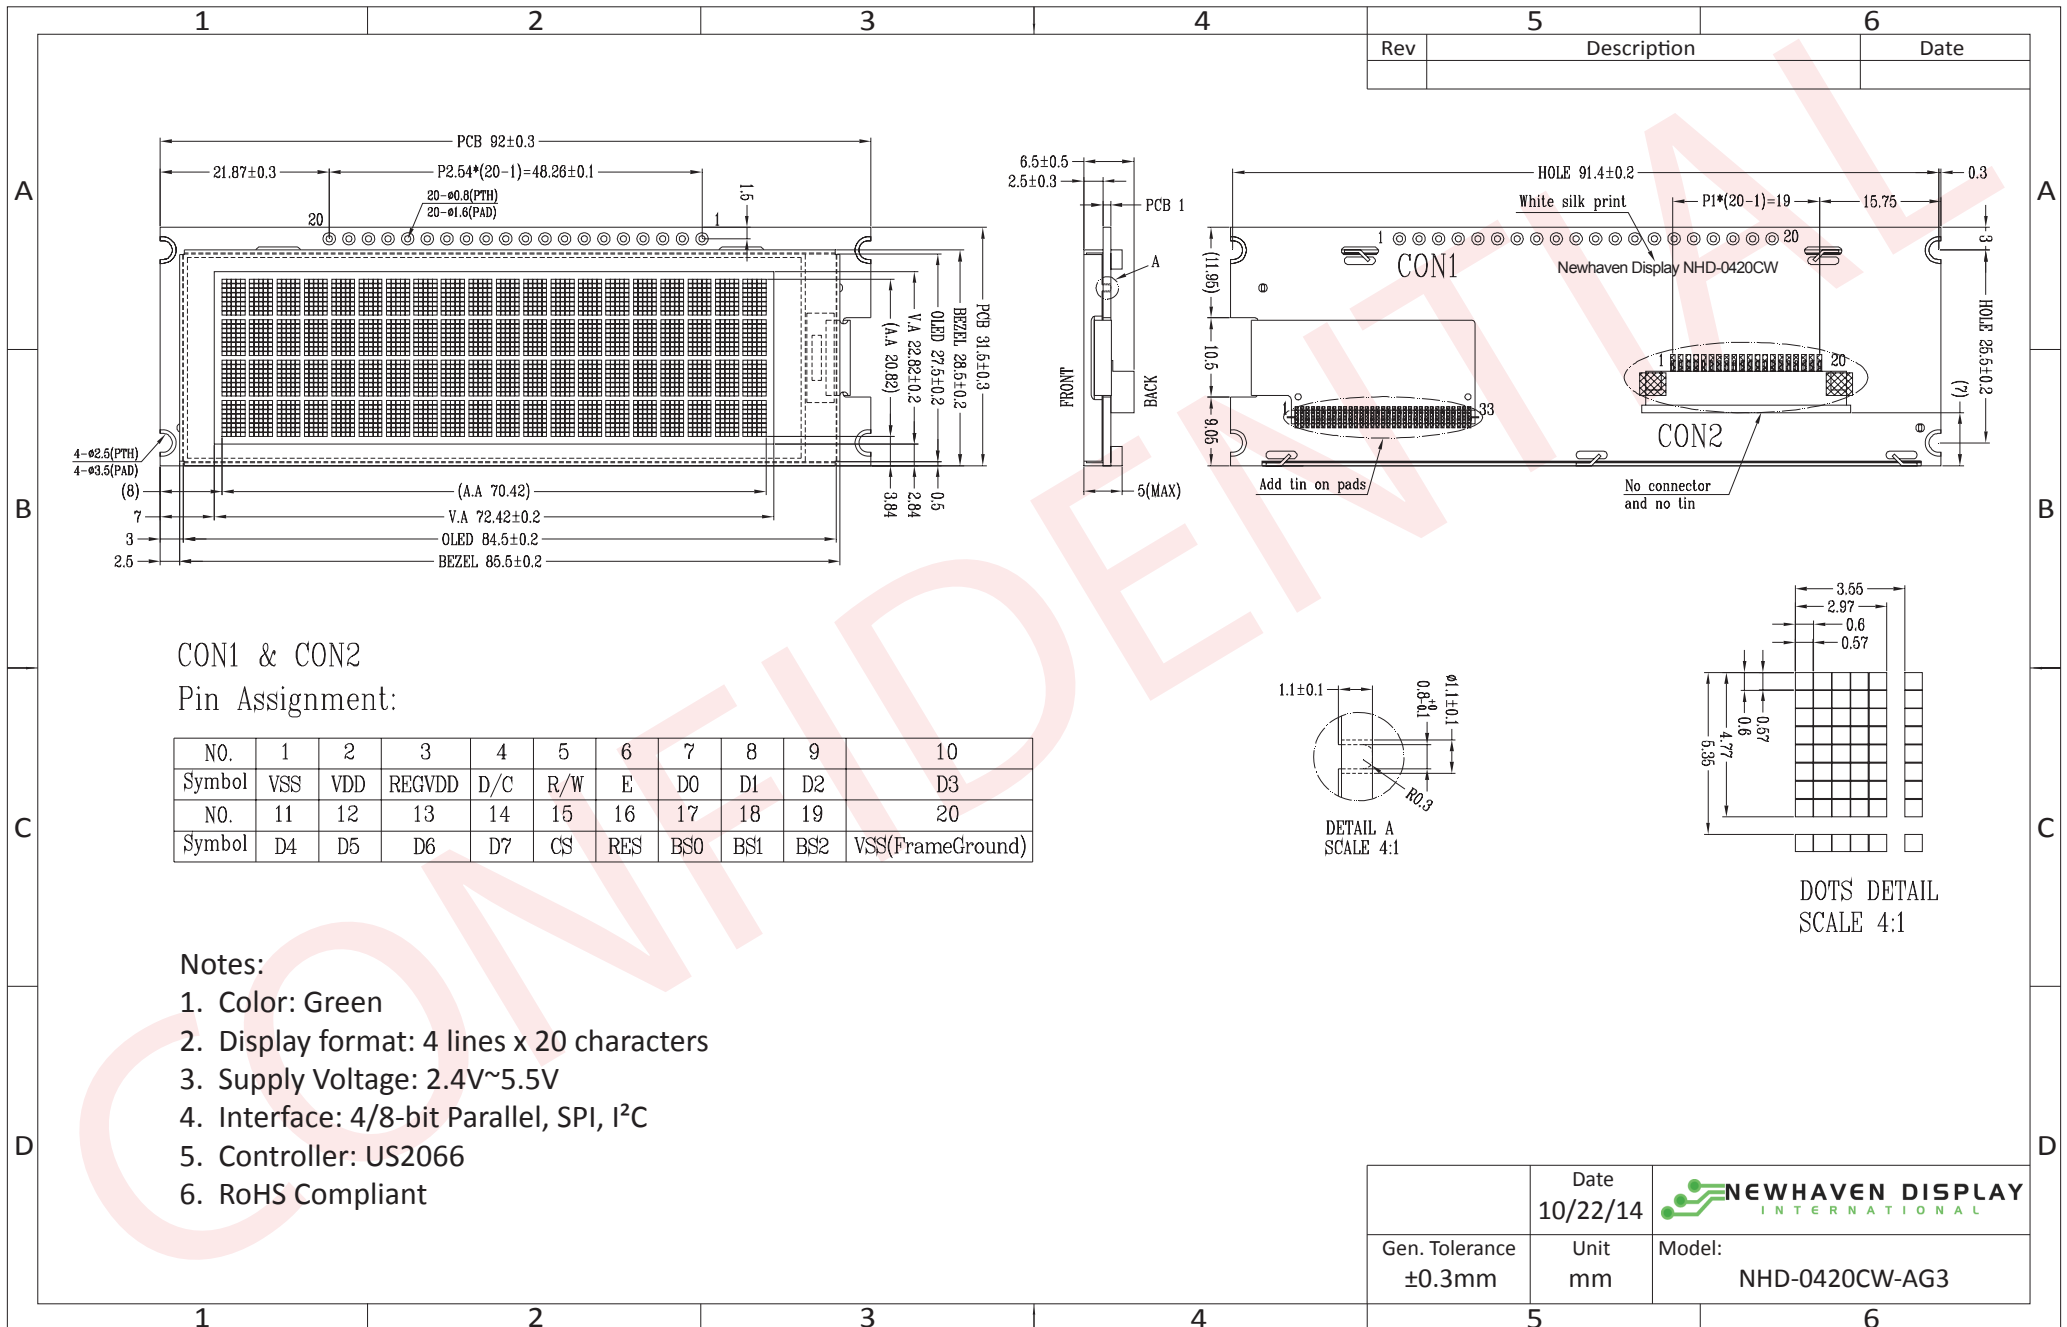 1 2 3 4 5 6
Rev Description Date
A
B
C
D
A
B
C
D
PCB 92±0.3
21.87±0.3
P2.54*(20-1)=48.26±0.1
20-ø0.8(PTH)
20-ø1.6(PAD)
1.5
20
1
4-ø2.5(PTH)
4-ø3.5(PAD)
(A.A 20.82)
V.A 22.82±0.2
OLED 27.5±0.2
BEZEL 28.5±0.2
PCB 31.5±0.3
(8)
(A.A 70.42)
7
V.A 72.42±0.2
3
OLED 84.5±0.2
2.5
BEZEL 85.5±0.2
3.84
2.84
0.5
6.5±0.5
2.5±0.3
PCB 1
A
FRONT
BACK
5(MAX)
HOLE 91.4±0.2
0.3
White silk print
P1*(20-1)=19
15.75
1
20
CON1
Newhaven Display NHD-0420CW
(11.95)
10.5
9.05
3
HOLE 25.5±0.2
(7)
1
33
1
20
CON2
Add tin on pads
No connector
and no tin
CON1 & CON2
Pin Assignment:
NO. 1 2 3 4 5 6 7 8 9 10
Symbol VSS VDD REGVDD D/C R/W E D0 D1 D2 D3
NO. 11 12 13 14 15 16 17 18 19 20
Symbol D4 D5 D6 D7 CS RES BS0 BS1 BS2 VSS(FrameGround)
1.1±0.1
0.8+0-0.1
ø1.1±0.1
R0.3
DETAIL A
SCALE 4:1
3.55
2.97
0.6
0.57
0.57
0.6
4.77
5.35
DOTS DETAIL
SCALE 4:1
Notes:
1. Color: Green
2. Display format: 4 lines x 20 characters
3. Supply Voltage: 2.4V~5.5V
4. Interface: 4/8-bit Parallel, SPI, I²C
5. Controller: US2066
6. RoHS Compliant
CONFIDENTIAL
Date
10/22/14
NEWHAVEN DISPLAY
INTERNATIONAL
Gen. Tolerance
±0.3mm
Unit
mm
Model:
NHD-0420CW-AG3
1 2 3 4 5 6